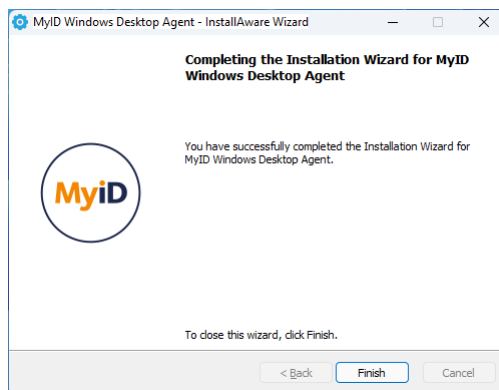 MyID Windows Desktop Agent - InstallAware Wizard
Completing the Installation Wizard for MyID
Windows Desktop Agent
You have successfully completed the Installation Wizard for
MyID Windows Desktop Agent.
MyiD
To close this wizard, click Finish.
< Back
Finish
Cancel